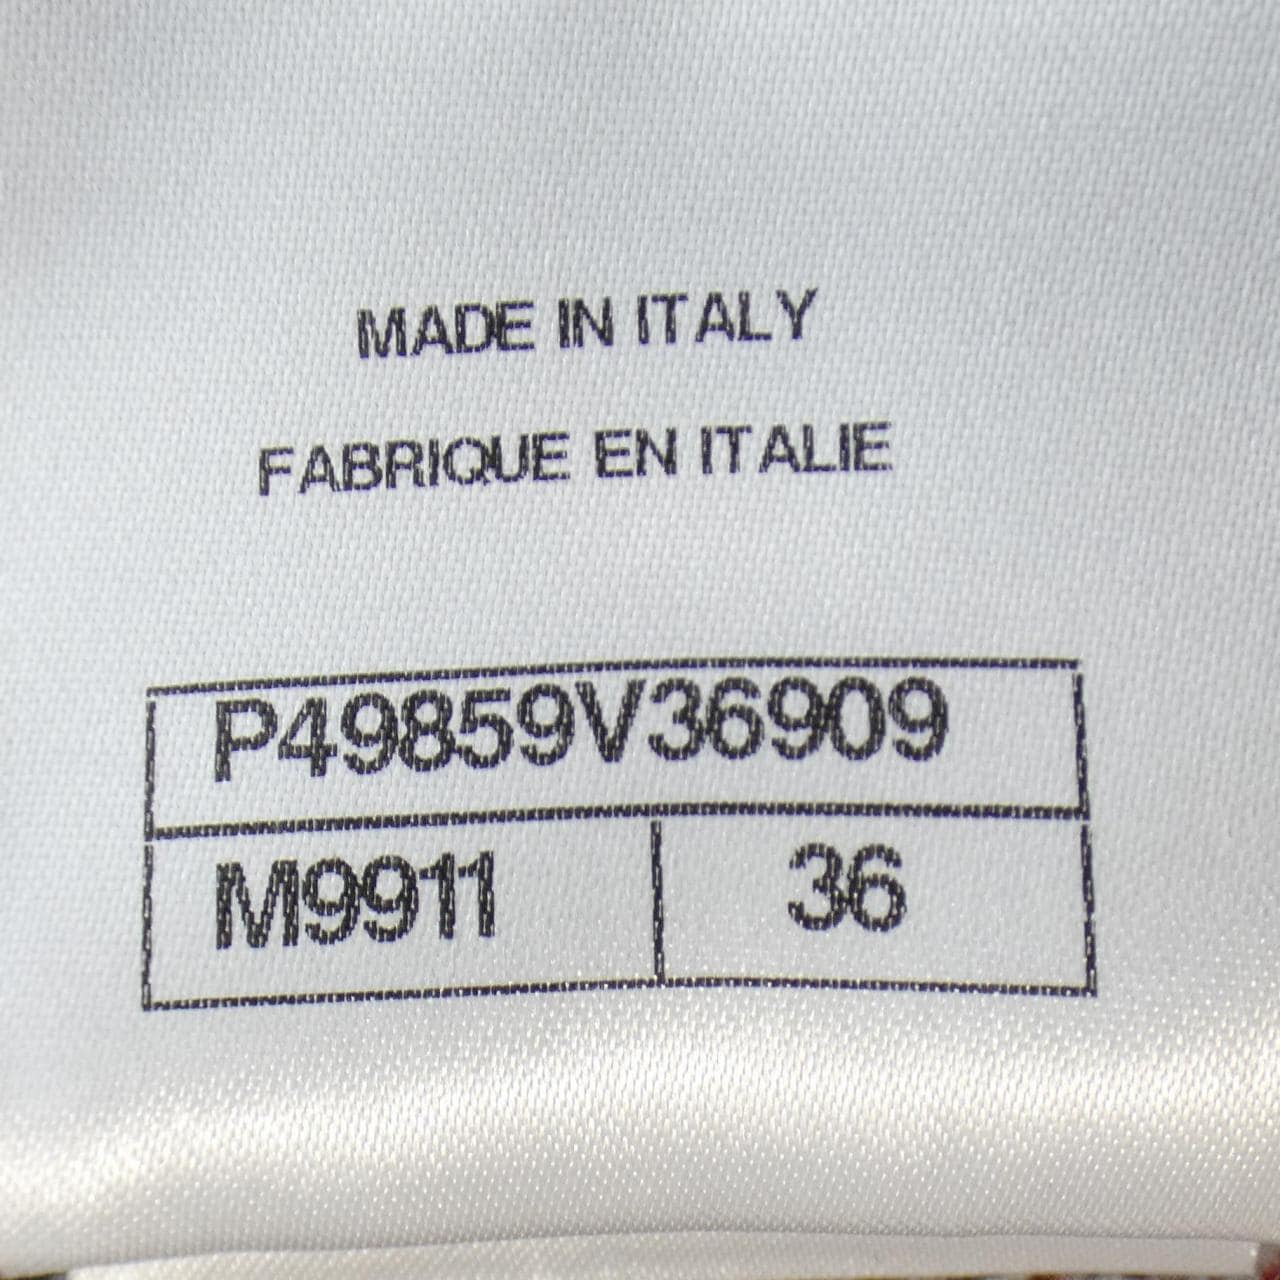 MADE IN ITALY
FABRIQUE EN ITALIE
P49859V36909
M9911 36